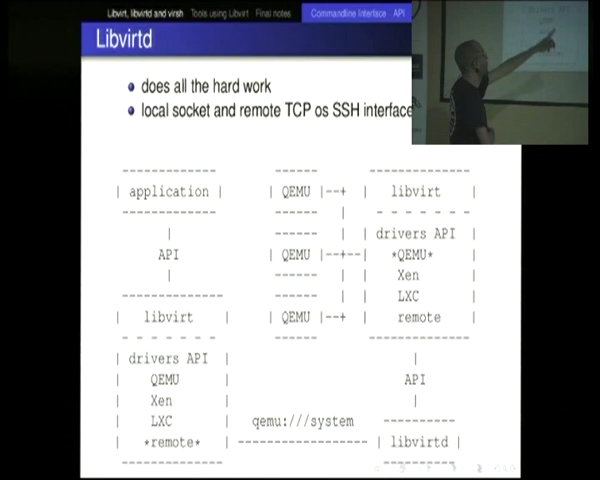 Libvirt, libvirtd and virsh Tools using Libvirt Final notes Commandline Interface API
Libvirtd
does all the hard work
local socket and remote TCP os SSH interface
------------- ------ --------------
| application | | QEMU |--+ | libvirt |
------------- ------ | - - - - - - -
| ------ | | drivers API |
API | QEMU |--+--| *QEMU* |
| ------ | | Xen |
-------------- ------ | | LXC |
| libvirt | | QEMU |--+ | remote |
- - - - - - - ------ --------------
| drivers API | |
| QEMU | API
| Xen | |
| LXC | qemu:///system ----------
| *remote* | ------------------ | libvirtd |
-------------- ----------